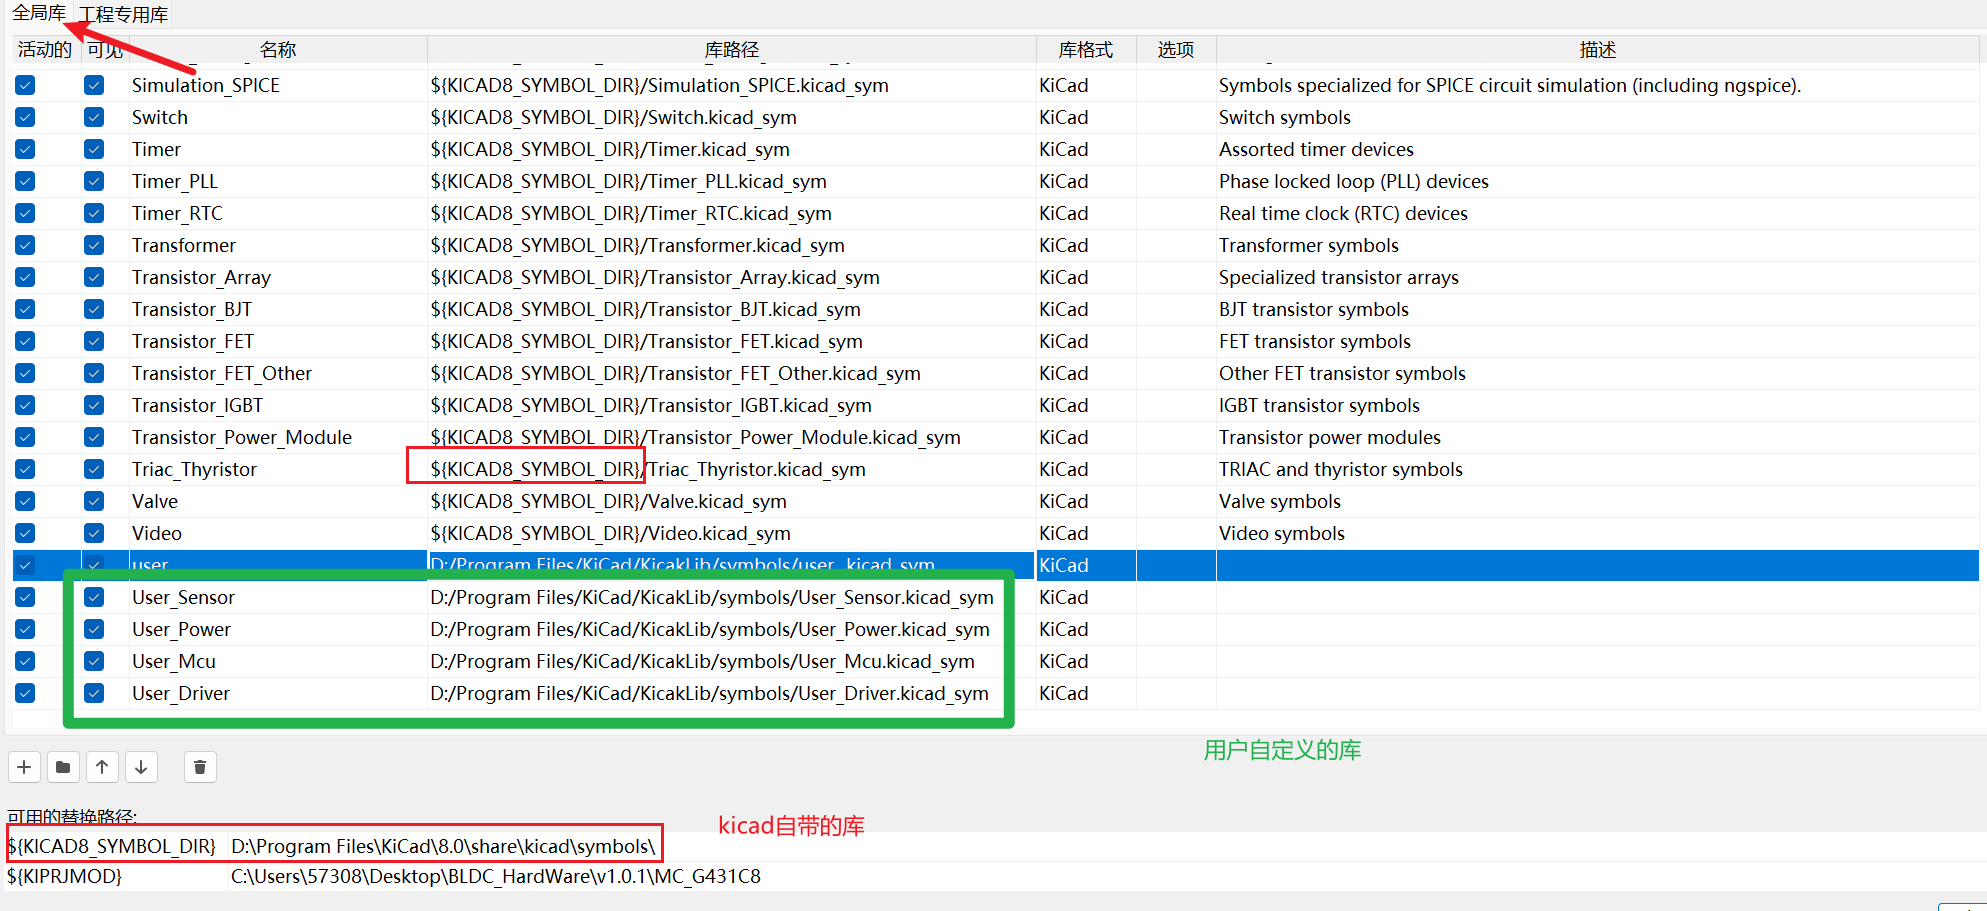 全局库 工程专用库
活动的 可见 名称 库路径 库格式 选项 描述
Simulation_SPICE ${KICAD8_SYMBOL_DIR}/Simulation_SPICE.kicad_sym KiCad Symbols specialized for SPICE circuit simulation (including ngspice).
Switch ${KICAD8_SYMBOL_DIR}/Switch.kicad_sym KiCad Switch symbols
Timer ${KICAD8_SYMBOL_DIR}/Timer.kicad_sym KiCad Assorted timer devices
Timer_PLL ${KICAD8_SYMBOL_DIR}/Timer_PLL.kicad_sym KiCad Phase locked loop (PLL) devices
Timer_RTC ${KICAD8_SYMBOL_DIR}/Timer_RTC.kicad_sym KiCad Real time clock (RTC) devices
Transformer ${KICAD8_SYMBOL_DIR}/Transformer.kicad_sym KiCad Transformer symbols
Transistor_Array ${KICAD8_SYMBOL_DIR}/Transistor_Array.kicad_sym KiCad Specialized transistor arrays
Transistor_BJT ${KICAD8_SYMBOL_DIR}/Transistor_BJT.kicad_sym KiCad BJT transistor symbols
Transistor_FET ${KICAD8_SYMBOL_DIR}/Transistor_FET.kicad_sym KiCad FET transistor symbols
Transistor_FET_Other ${KICAD8_SYMBOL_DIR}/Transistor_FET_Other.kicad_sym KiCad Other FET transistor symbols
Transistor_IGBT ${KICAD8_SYMBOL_DIR}/Transistor_IGBT.kicad_sym KiCad IGBT transistor symbols
Transistor_Power_Module ${KICAD8_SYMBOL_DIR}/Transistor_Power_Module.kicad_sym KiCad Transistor power modules
Triac_Thyristor ${KICAD8_SYMBOL_DIR}/Triac_Thyristor.kicad_sym KiCad TRIAC and thyristor symbols
Valve ${KICAD8_SYMBOL_DIR}/Valve.kicad_sym KiCad Valve symbols
Video ${KICAD8_SYMBOL_DIR}/Video.kicad_sym KiCad Video symbols
user D:/Program Files/KiCad/KicakLib/symbols/user_.kicad_sym KiCad
User_Sensor D:/Program Files/KiCad/KicakLib/symbols/User_Sensor.kicad_sym KiCad
User_Power D:/Program Files/KiCad/KicakLib/symbols/User_Power.kicad_sym KiCad
User_Mcu D:/Program Files/KiCad/KicakLib/symbols/User_Mcu.kicad_sym KiCad
User_Driver D:/Program Files/KiCad/KicakLib/symbols/User_Driver.kicad_sym KiCad
用户自定义的库
可用的替换路径:
kicad自带的库
${KICAD8_SYMBOL_DIR} D:\Program Files\KiCad\8.0\share\kicad\symbols\
${KIPRJMOD} C:\Users\57308\Desktop\BLDC_HardWare\v1.0.1\MC_G431C8